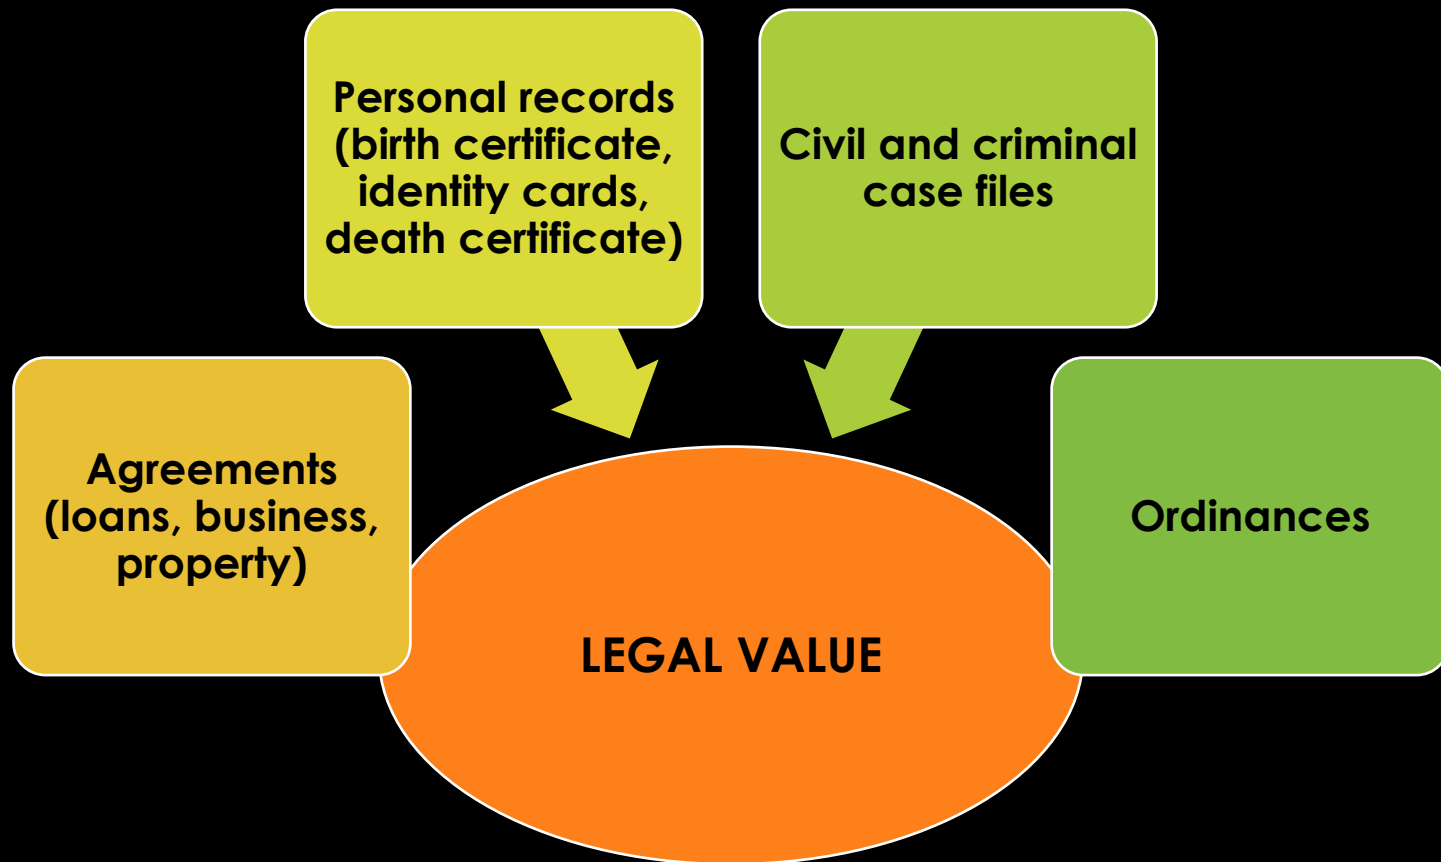 Personal records
(birth certificate,
identity cards,
death certificate)
Civil and criminal
case files
Agreements
(loans, business,
property)
Ordinances
LEGAL VALUE